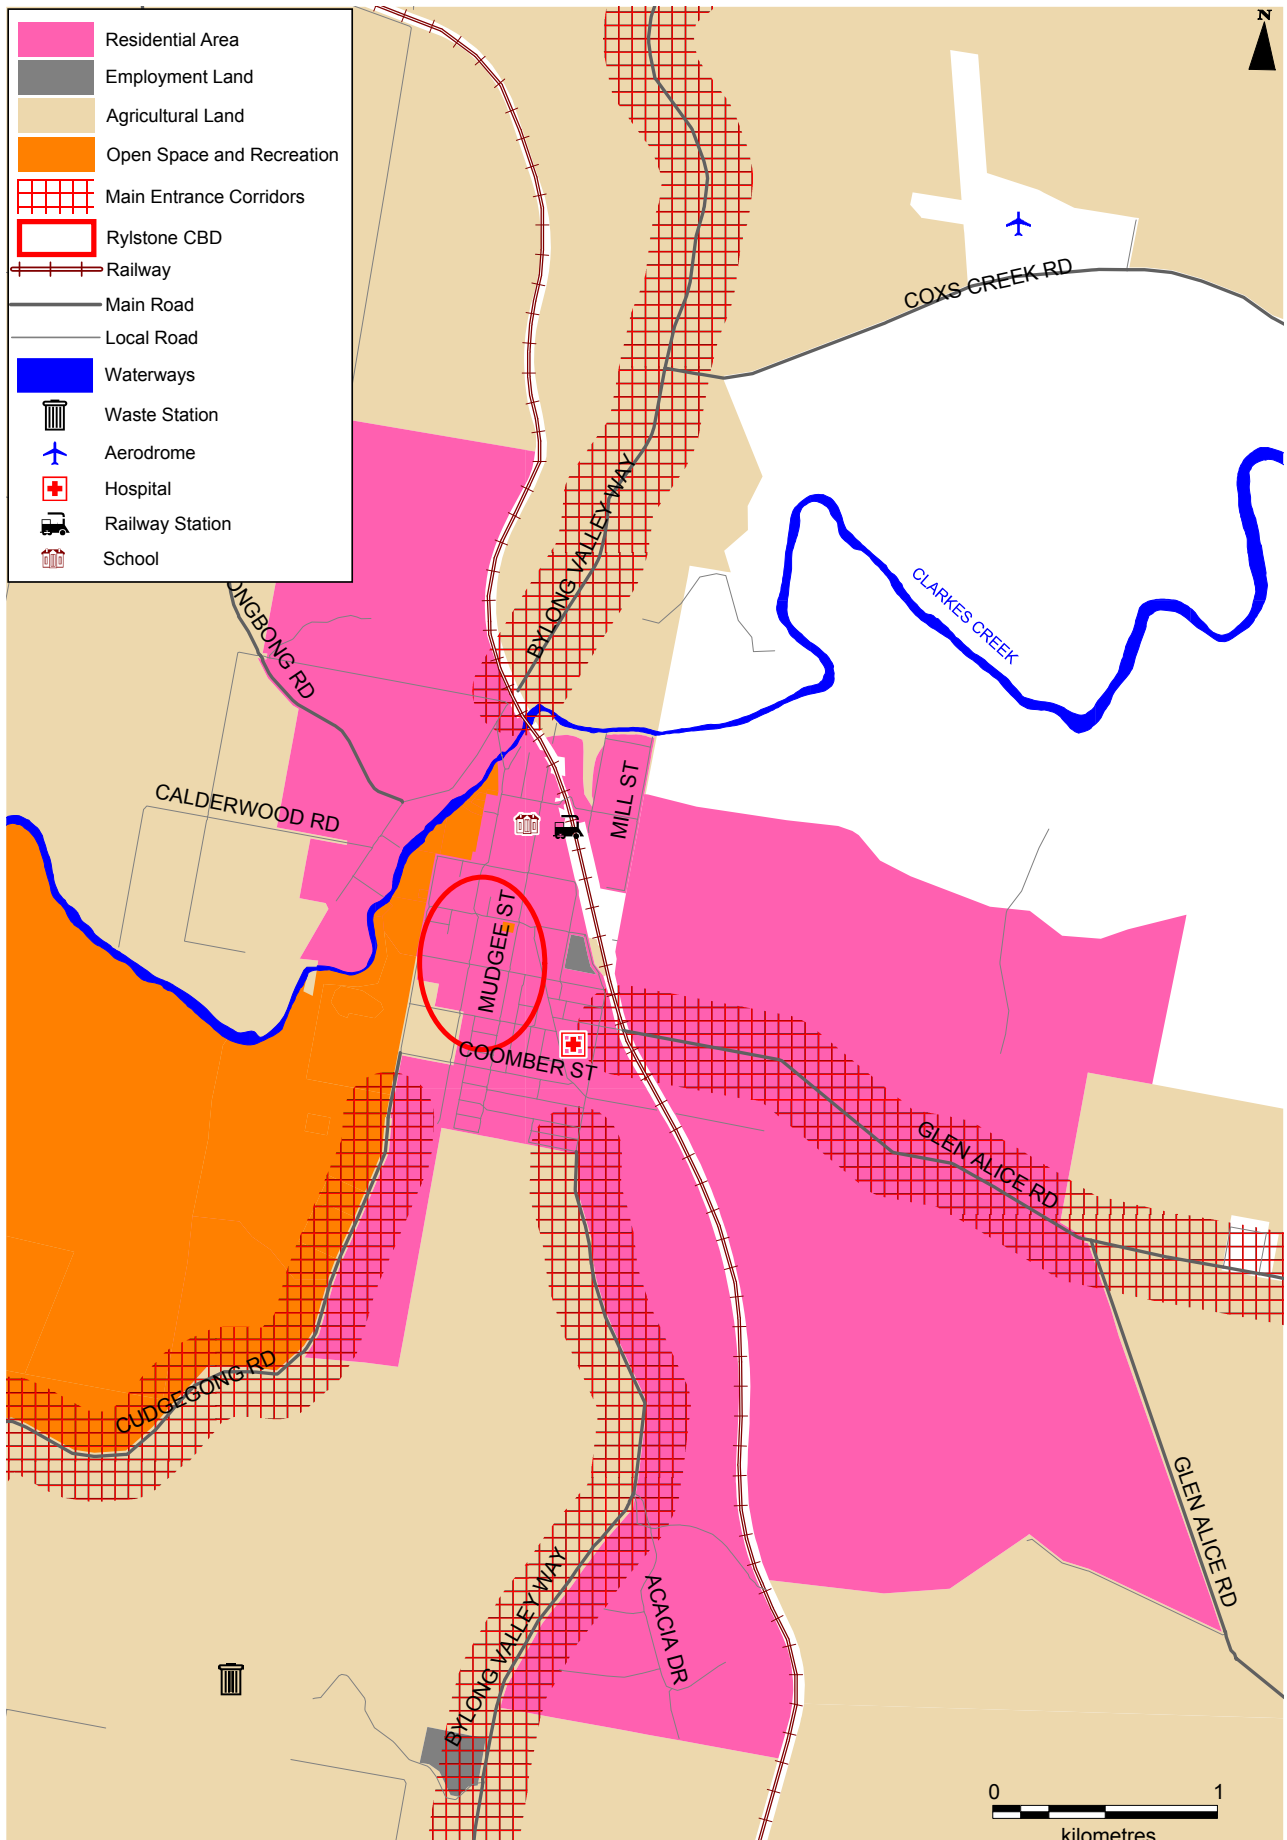 N
Residential Area
Employment Land
Agricultural Land
Open Space and Recreation
Main Entrance Corridors
Rylstone CBD
Railway
Main Road
Local Road
Waterways
Waste Station
Aerodrome
Hospital
Railway Station
School
COXS CREEK RD
BYLONG VALLEY WAY
CLARKES CREEK
ONGBONG RD
CALDERWOOD RD
MILL ST
MUDGEE ST
COOMBER ST
GLEN ALICE RD
CUDGEGONG RD
GLEN ALICE RD
BYLONG VALLEY WAY
ACACIA DR
0 1
kilometres